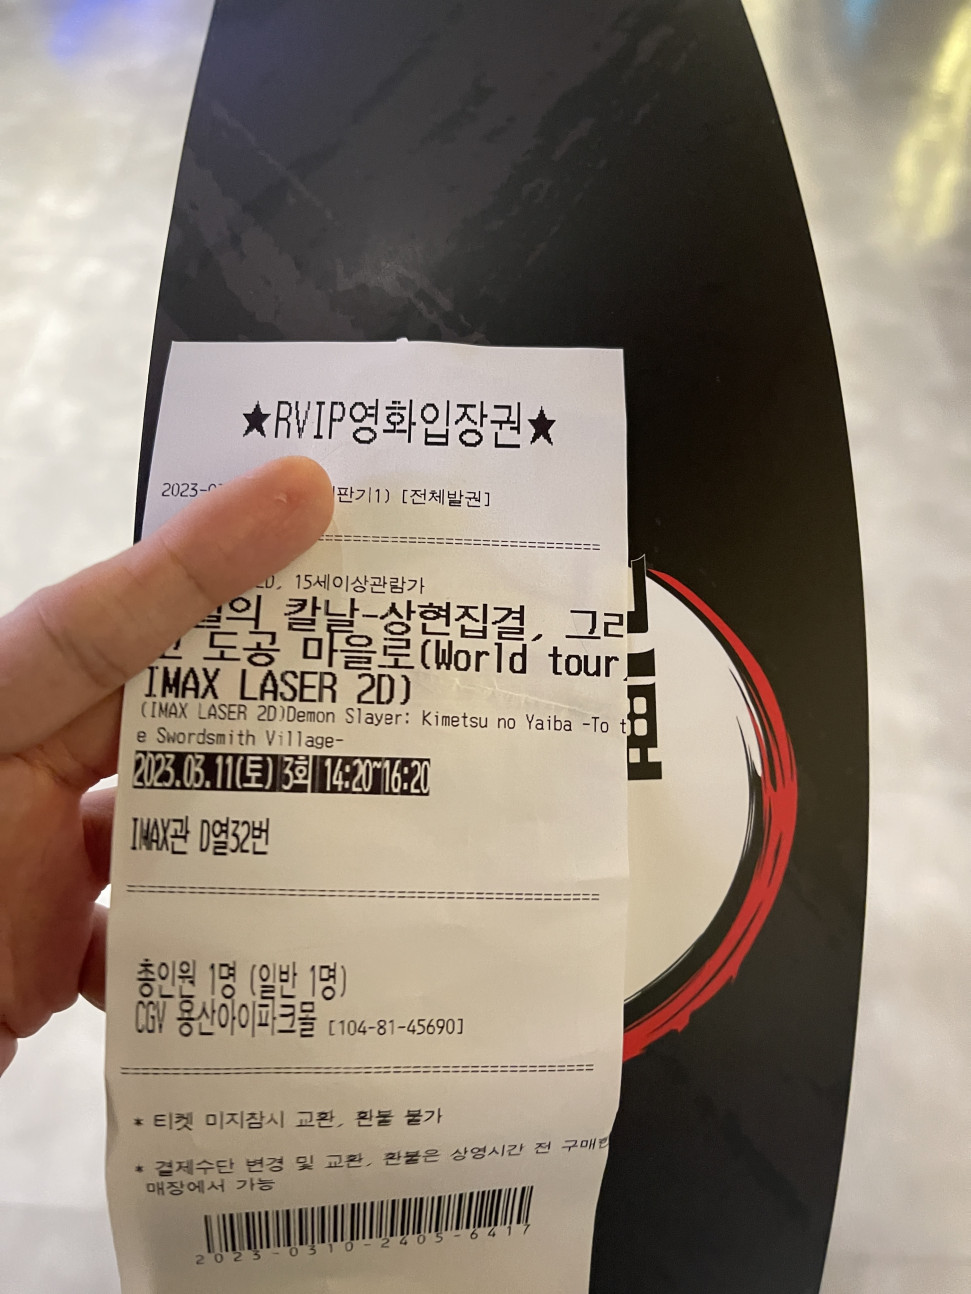 ★RVIP영화입장권★
2023-0 판기1) [전체발권]
2D, 15세이상관람가
의 칼날-상현집결, 그리
도공 마을로(World tour,
IMAX LASER 2D)
(IMAX LASER 2D)Demon Slayer: Kimetsu no Yaiba -To t
e Swordsmith Village-
2023.03.11(토) 3회 14:20~16:20
IMAX관 D열32번
총인원 1명 (일반 1명)
CGV 용산아이파크몰 [104-81-45690]
* 티켓 미지참시 교환, 환불 불가
* 결제수단 변경 및 교환, 환불은 상영시간 전 구매한
매장에서 가능
2023-0310-2405-6417